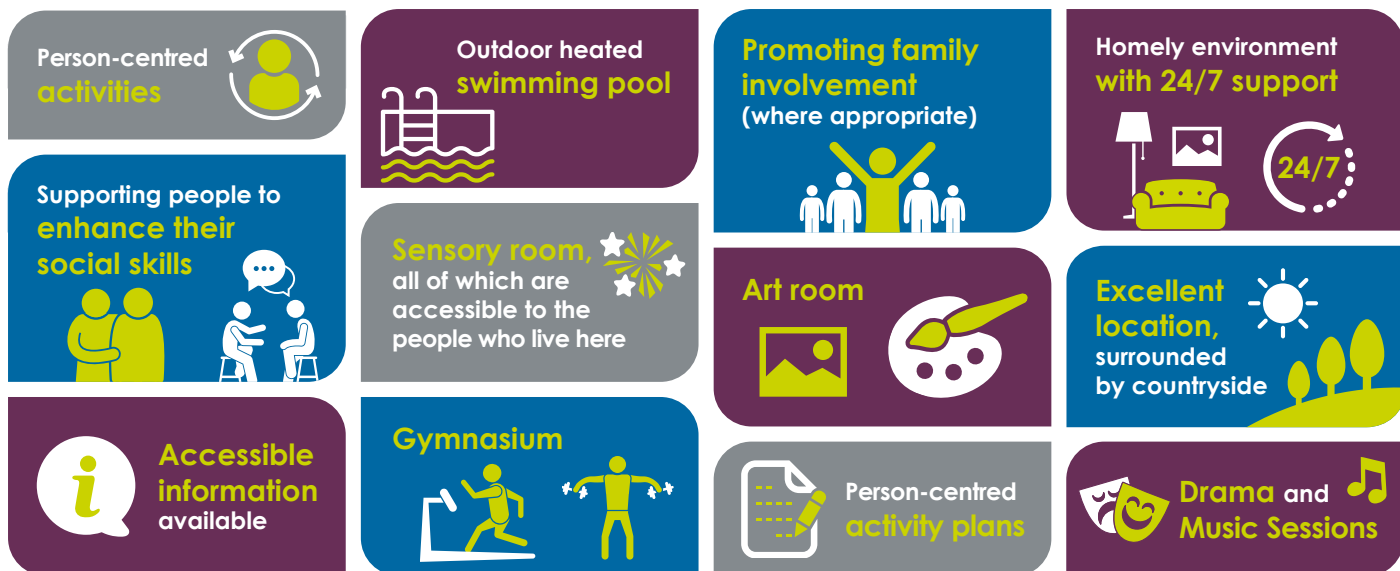 Person-centred
activities
Supporting people to
enhance their
social skills
Accessible
information
available
Outdoor heated
swimming pool
Sensory room,
all of which are
accessible to the
people who live here
Gymnasium
Promoting family
involvement
(where appropriate)
Art room
Person-centred
activity plans
Homely environment
with 24/7 support
24/7
Excellent
location,
surrounded
by countryside
Drama and
Music Sessions